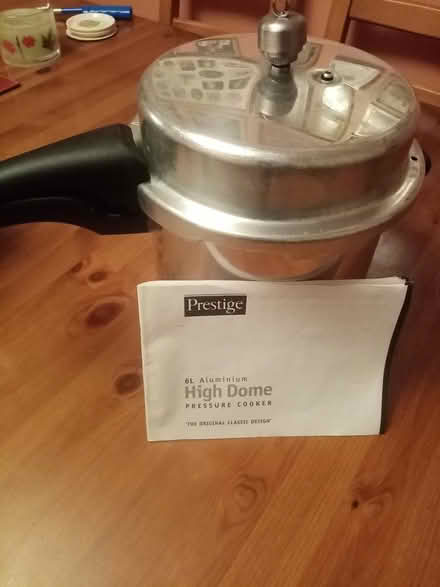 Prestige
6L Aluminium
High Dome
PRESSURE COOKER
'THE ORIGINAL CLASSIC DESIGN'